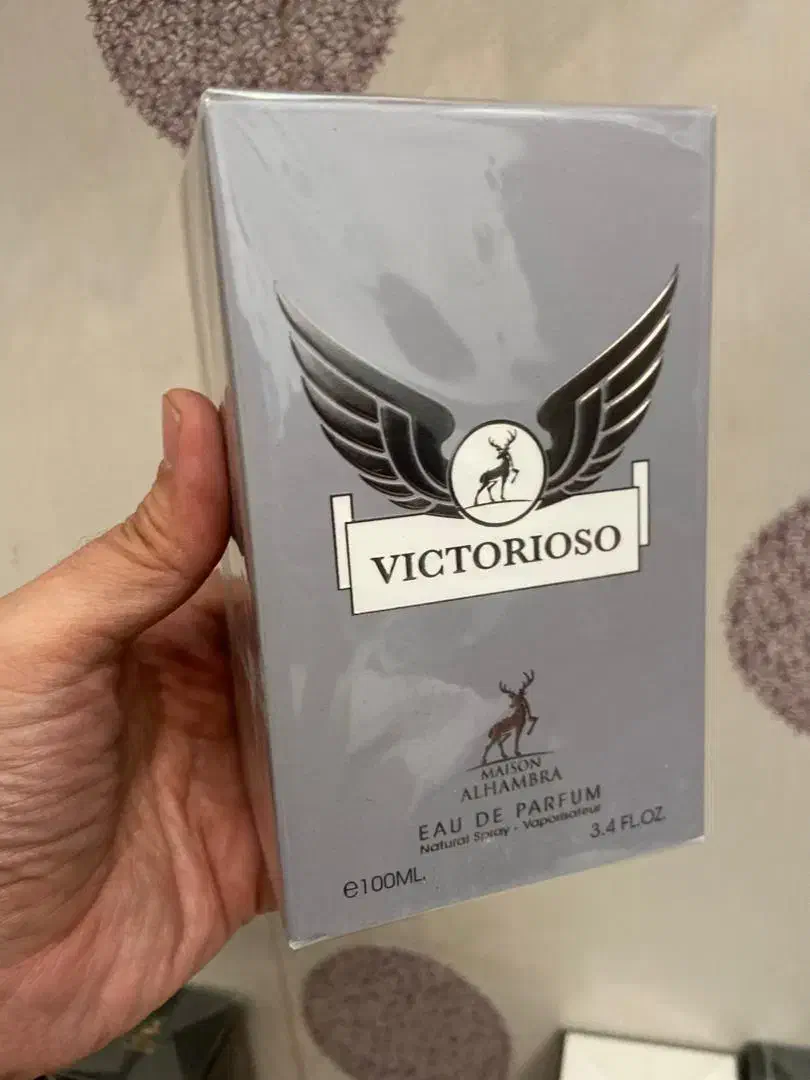 VICTORIOSO
MAISON
ALHAMBRA
EAU DE PARFUM
Natural Spray - Vaporisateur
e100ML. 3.4 FL.OZ.